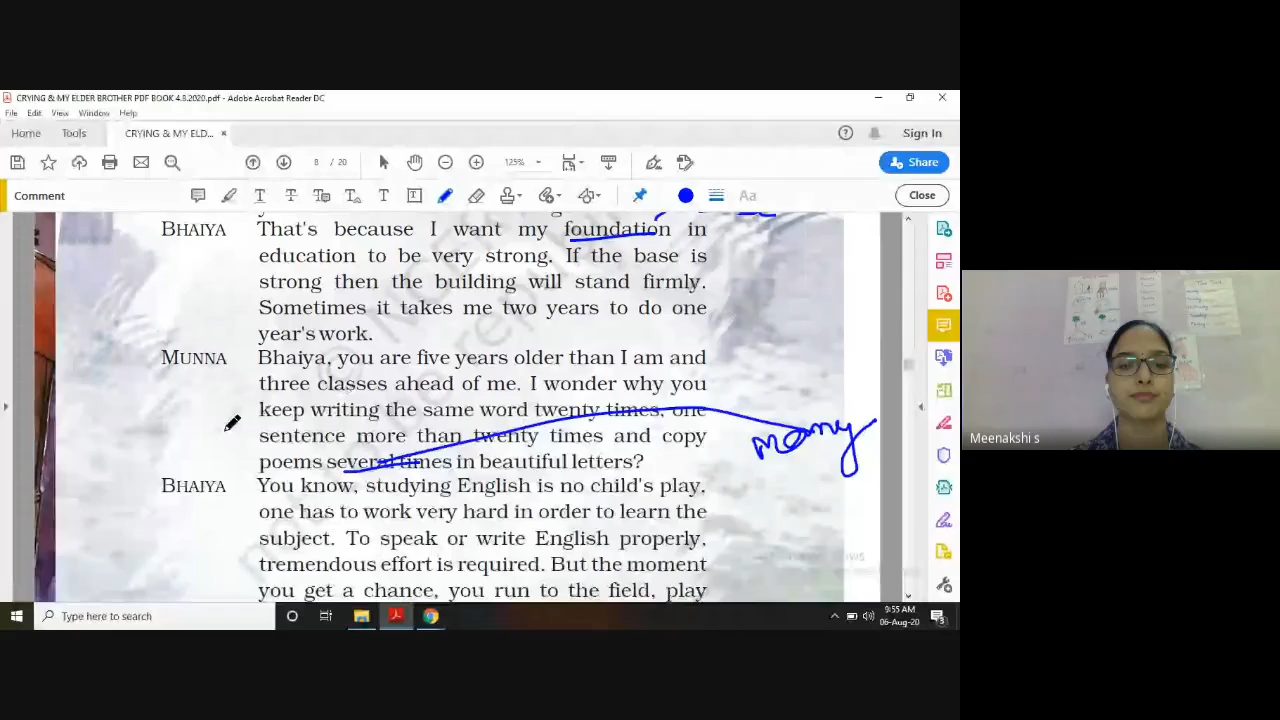 CRYING & MY ELDER BROTHER PDF BOOK 4.8.2020.pdf - Adobe Acrobat Reader DC
File Edit View Window Help
Home Tools CRYING & MY ELD... × Sign In
8 / 20 125% Share
Comment Aa Close
BHAIYA That's because I want my foundation in
education to be very strong. If the base is
strong then the building will stand firmly.
Sometimes it takes me two years to do one
year's work.
MUNNA Bhaiya, you are five years older than I am and
three classes ahead of me. I wonder why you
keep writing the same word twenty times, one
sentence more than twenty times and copy
poems several times in beautiful letters?
many
BHAIYA You know, studying English is no child's play,
one has to work very hard in order to learn the
subject. To speak or write English properly,
tremendous effort is required. But the moment
you get a chance, you run to the field, play
Type here to search
9:55 AM
06-Aug-20
Meenakshi s